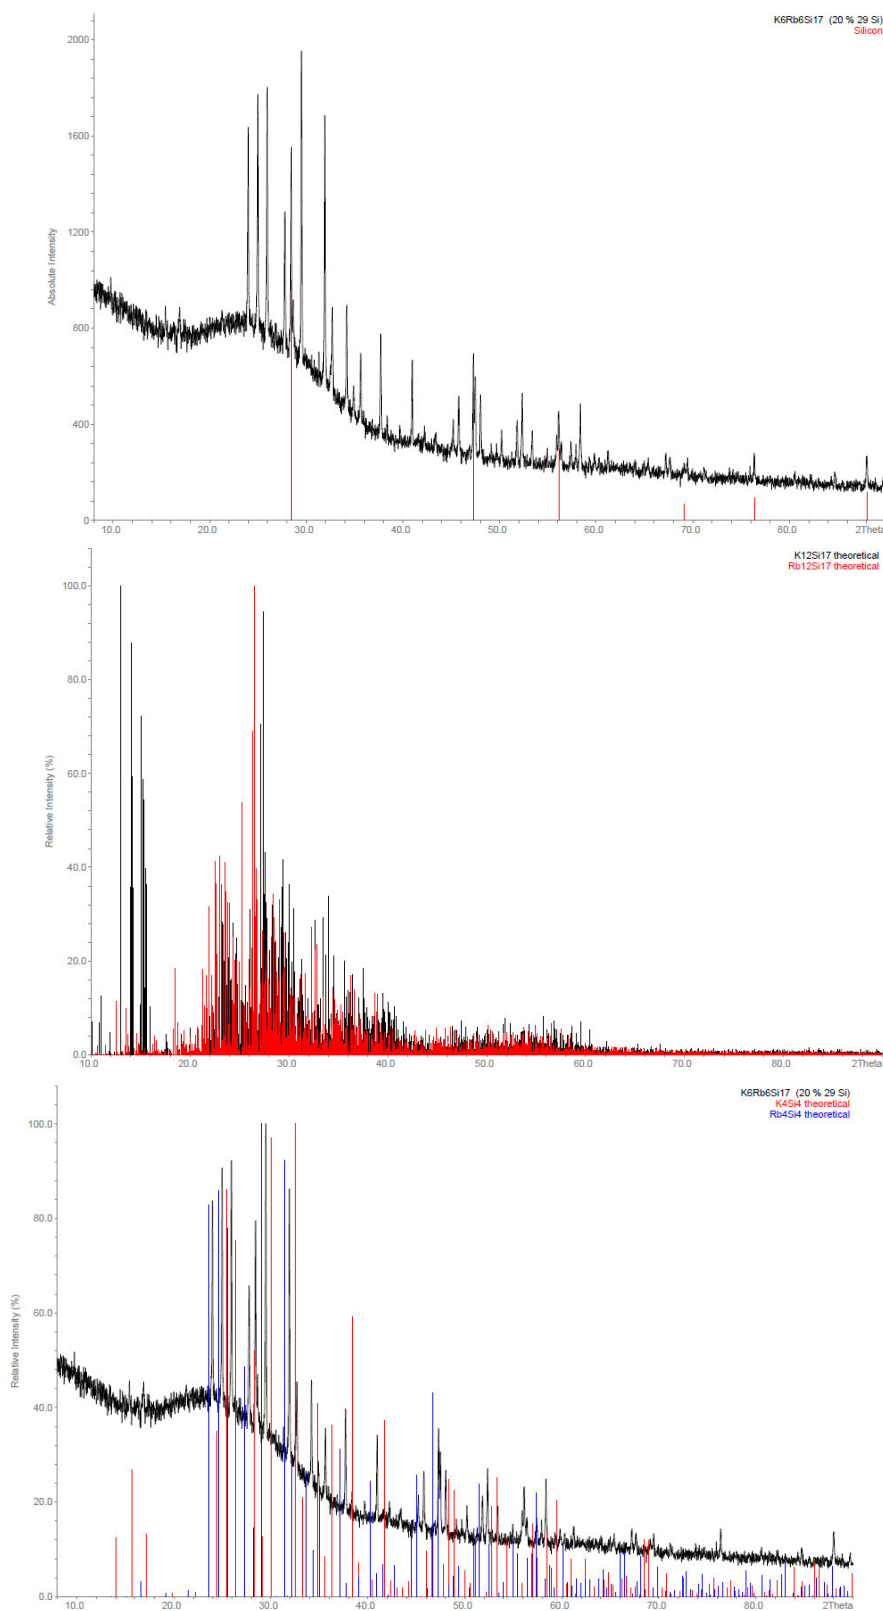 K6Rb6Si17 (20 % 29 Si)
Silicon
2000
1600
1200
800
400
0
Absolute Intensity
10.0 20.0 30.0 40.0 50.0 60.0 70.0 80.0 2Theta
K12Si17 theoretical
Rb12Si17 theoretical
100.0
80.0
60.0
40.0
20.0
0.0
Relative Intensity (%)
10.0 20.0 30.0 40.0 50.0 60.0 70.0 80.0 2Theta
K6Rb6Si17 (20 % 29 Si)
K4Si4 theoretical
Rb4Si4 theoretical
100.0
80.0
60.0
40.0
20.0
0.0
Relative Intensity (%)
10.0 20.0 30.0 40.0 50.0 60.0 70.0 80.0 2Theta